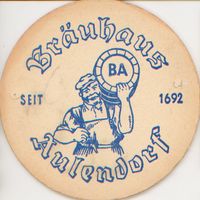 Bräuhaus
BA
SEIT 1692
Aulendorf